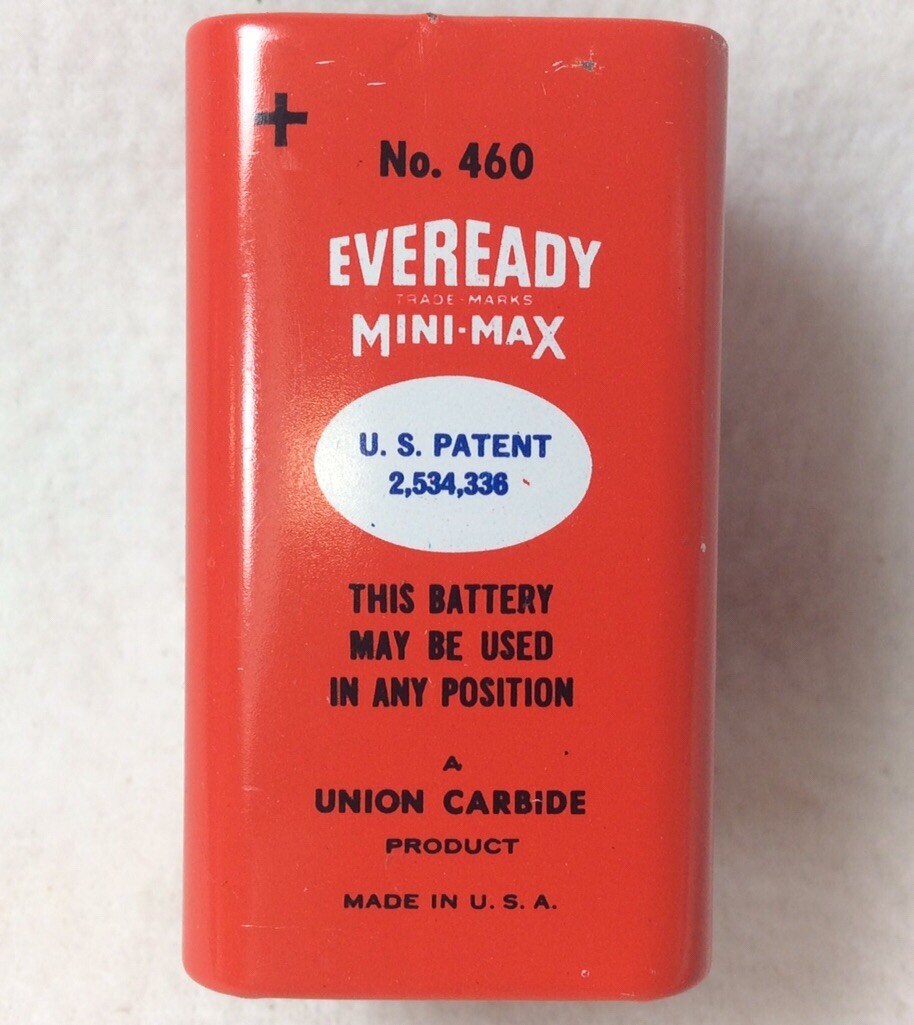 +
No. 460
EVEREADY
TRADE-MARKS
MINI-MAX
U. S. PATENT
2,534,336
THIS BATTERY
MAY BE USED
IN ANY POSITION
A
UNION CARBIDE
PRODUCT
MADE IN U. S. A.